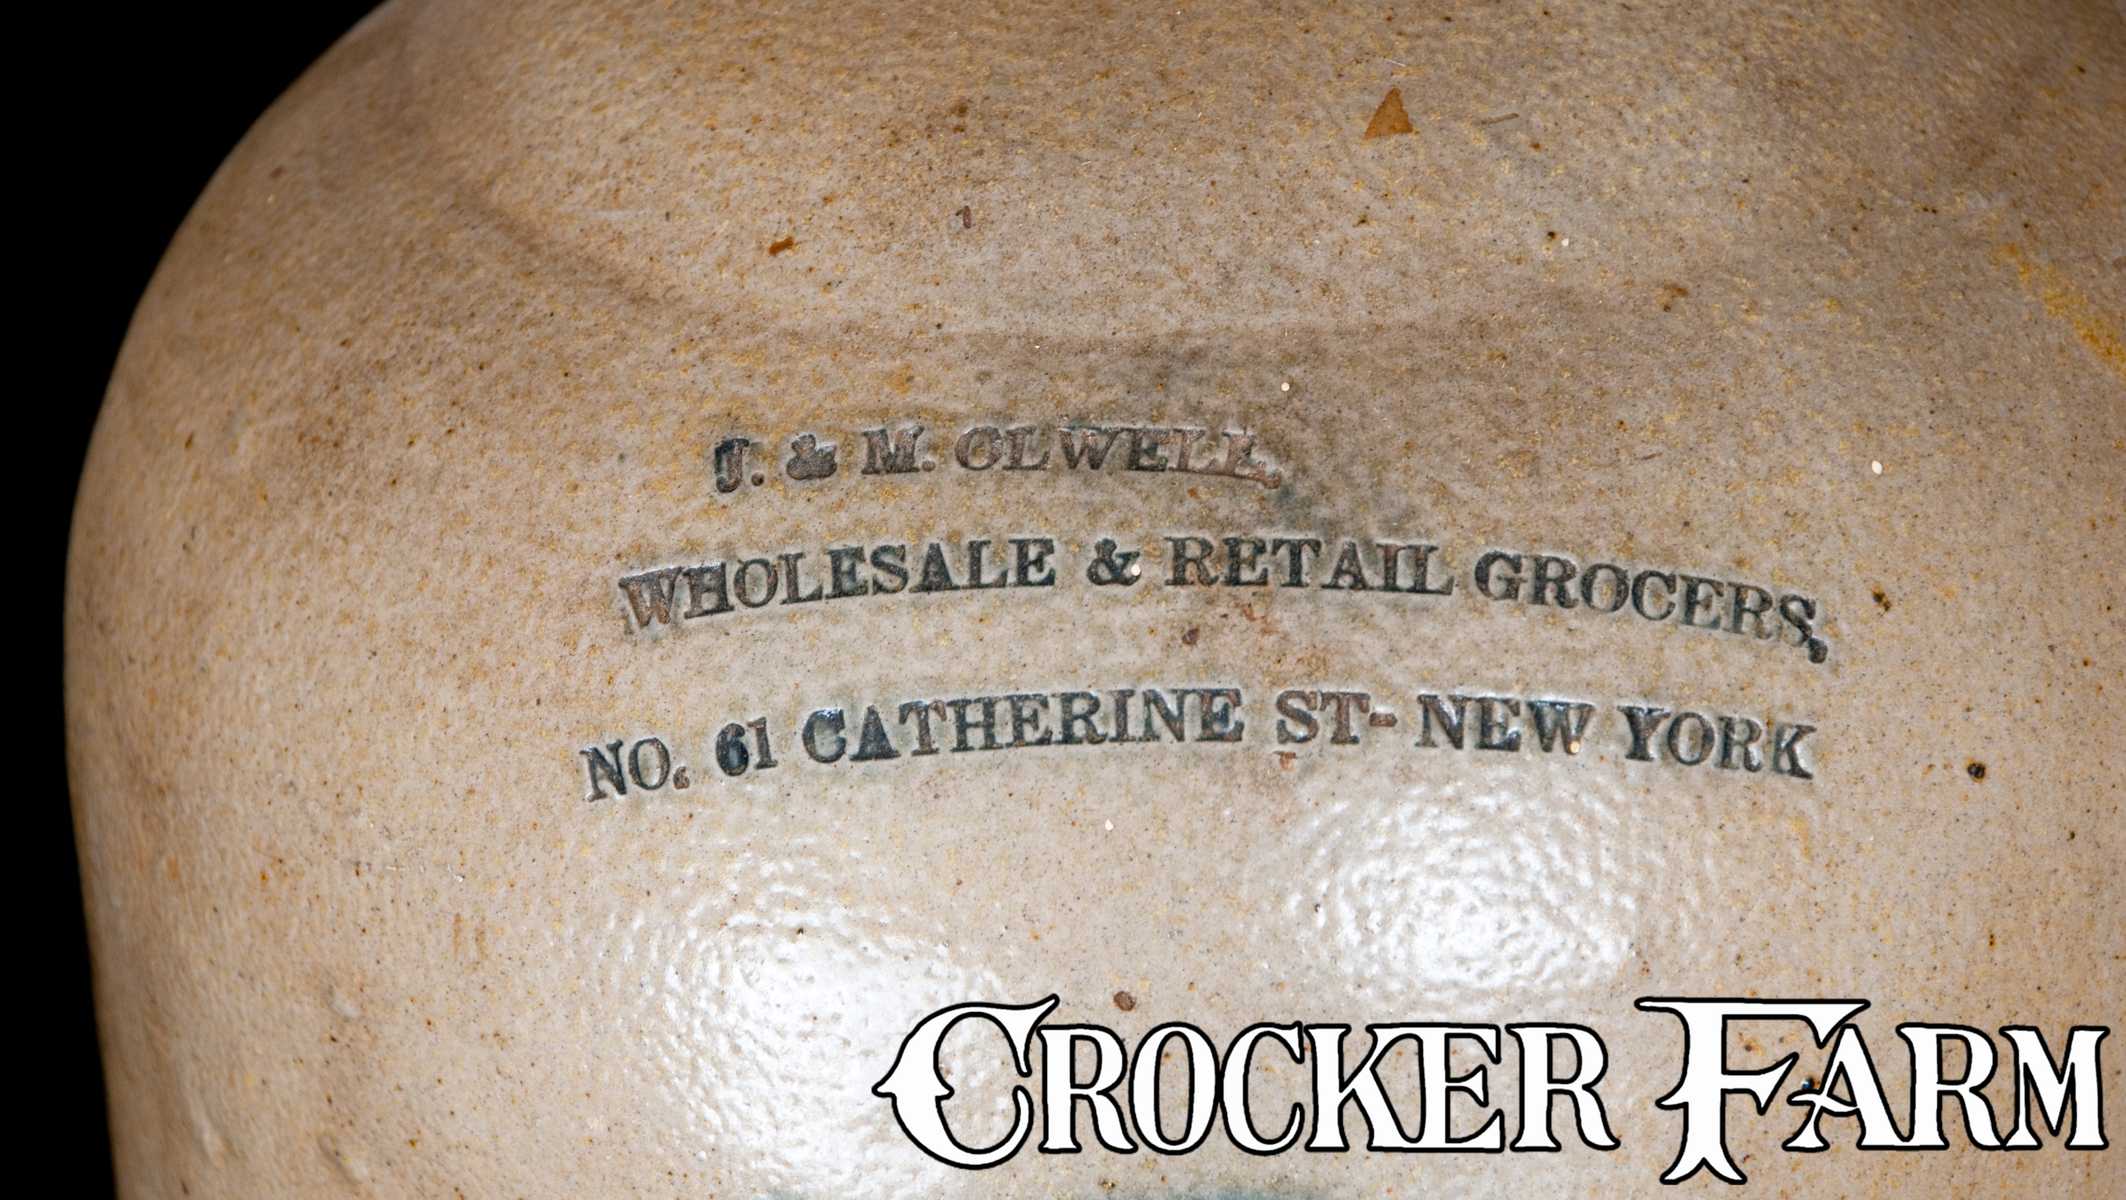 J. & M. OLWELL,
WHOLESALE & RETAIL GROCERS,
NO. 61 CATHERINE ST- NEW YORK
CROCKER FARM